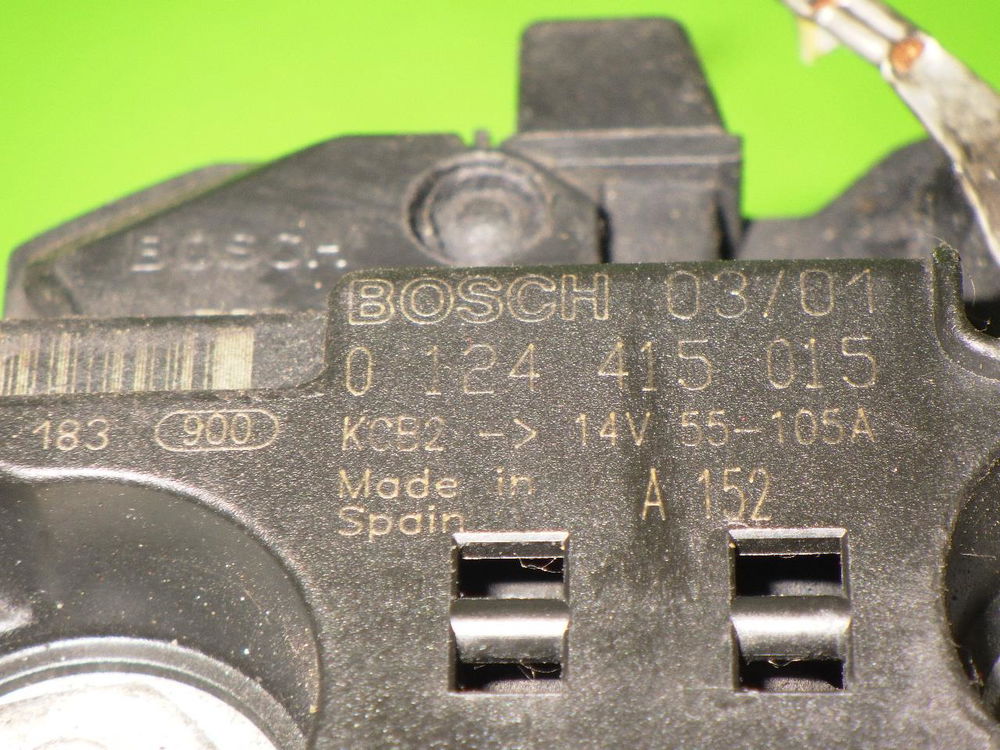 BOSCH
BOSCH 03/01
0 124 415 015
183 900 KCB2 -> 14V 55-105A
Made in A 152
Spain